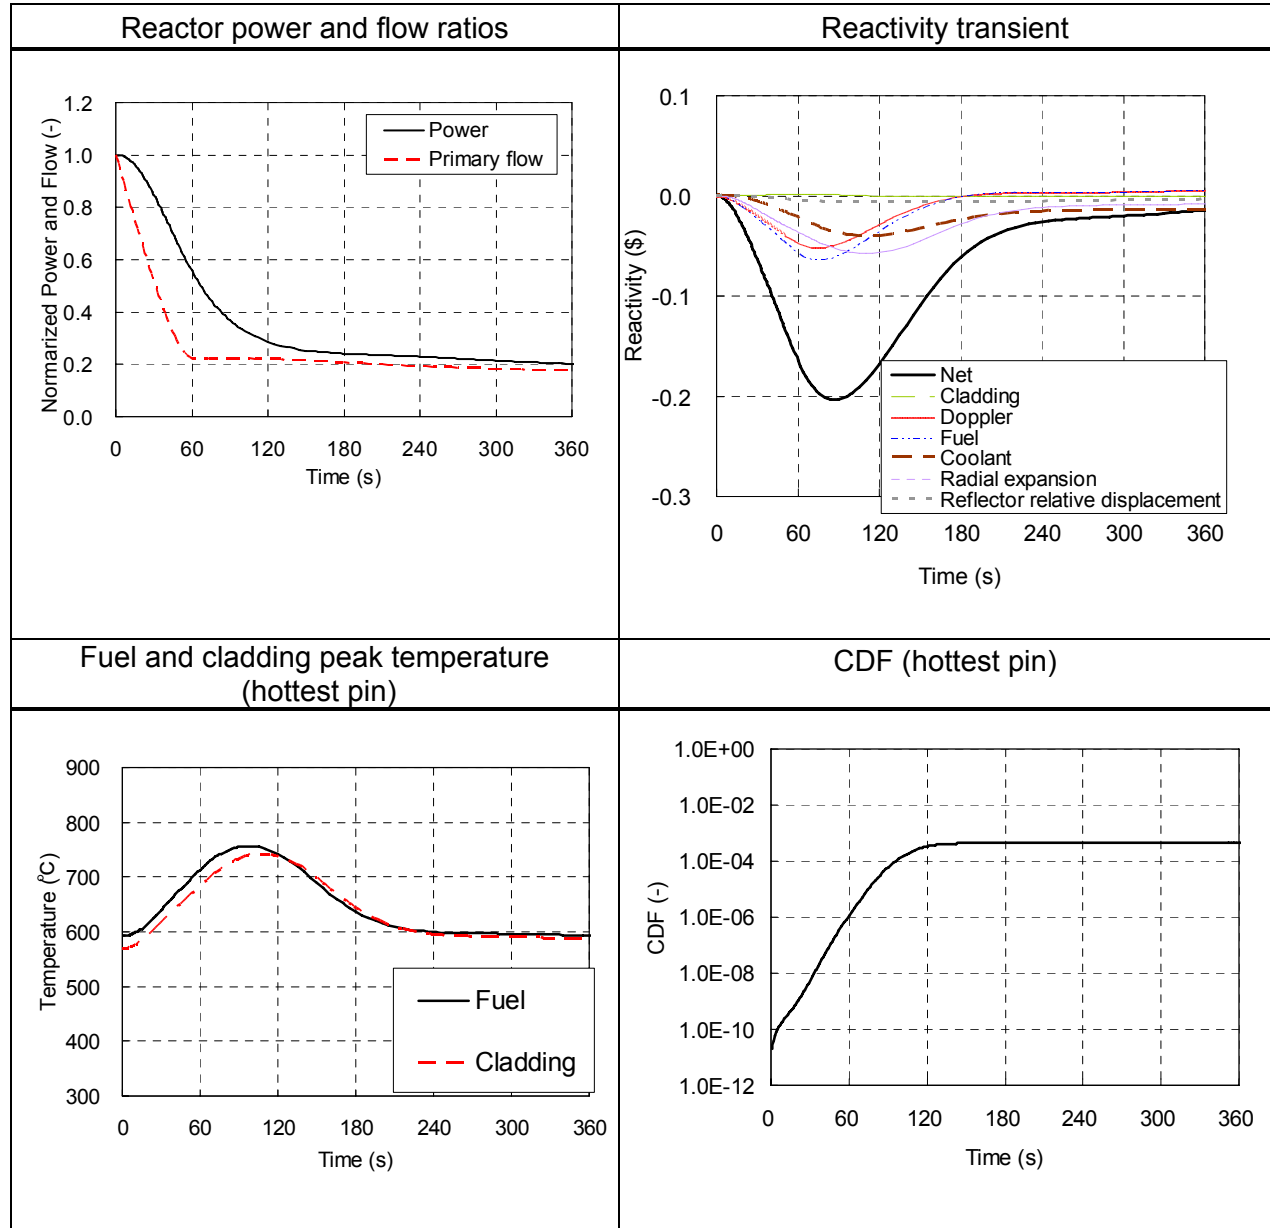 Reactor power and flow ratios
Reactivity transient
Normarized Power and Flow (-)
1.2
1.0
0.8
0.6
0.4
0.2
0.0
Power
Primary flow
0 60 120 180 240 300 360
Time (s)
Reactivity ($)
0.1
0.0
-0.1
-0.2
-0.3
Net
Cladding
Doppler
Fuel
Coolant
Radial expansion
Reflector relative displacement
0 60 120 180 240 300 360
Time (s)
Fuel and cladding peak temperature
(hottest pin)
CDF (hottest pin)
Temperature (℃)
900
800
700
600
500
400
300
Fuel
Cladding
0 60 120 180 240 300 360
Time (s)
CDF (-)
1.0E+00
1.0E-02
1.0E-04
1.0E-06
1.0E-08
1.0E-10
1.0E-12
0 60 120 180 240 300 360
Time (s)